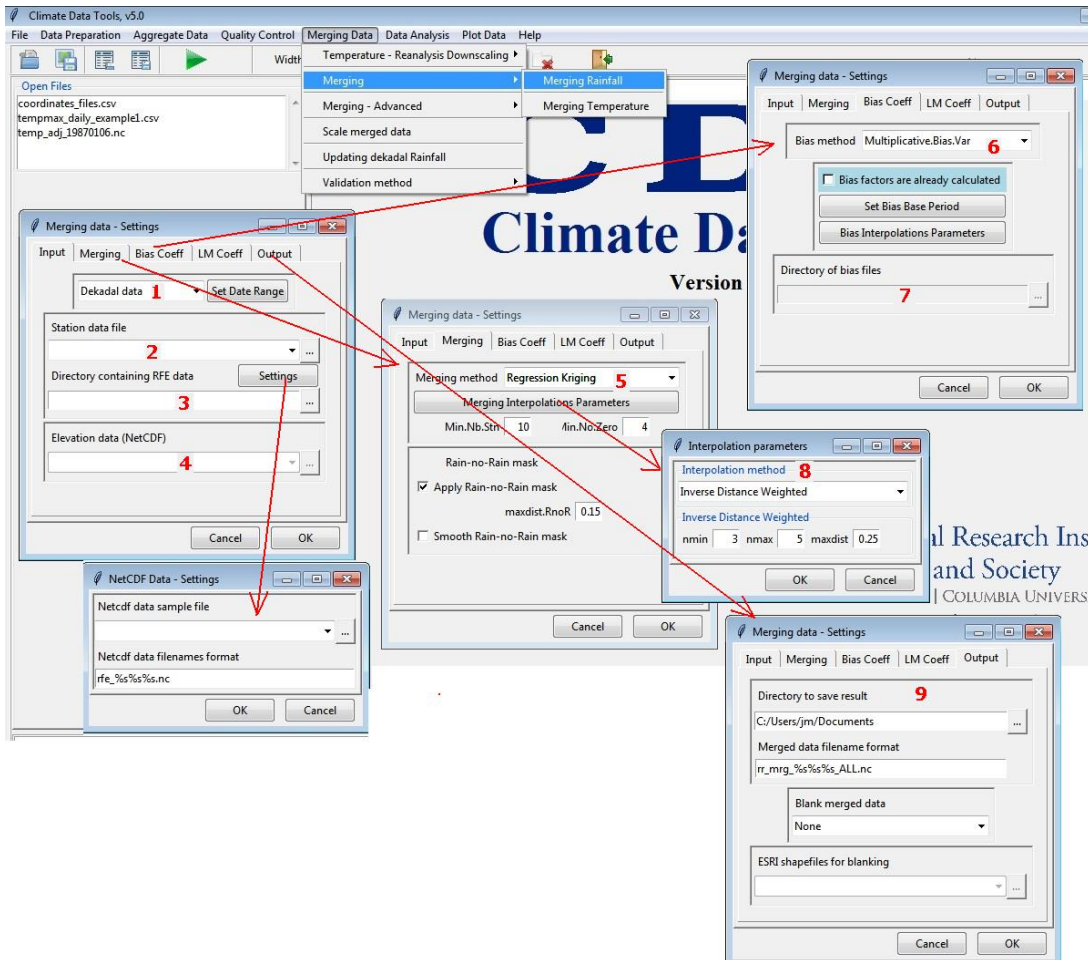 Climate Data Tools, v5.0
File Data Preparation Aggregate Data Quality Control Merging Data Data Analysis Plot Data Help
Width
Open Files
coordinates_files.csv
tempmax_daily_example1.csv
temp_adj_19870106.nc
Temperature - Reanalysis Downscaling
Merging
Merging - Advanced
Scale merged data
Updating dekadal Rainfall
Validation method
Merging Rainfall
Merging Temperature
C D
Climate Da
Version
al Research Ins
and Society
COLUMBIA UNIVERS
Merging data - Settings
Input Merging Bias Coeff LM Coeff Output
Dekadal data 1 Set Date Range
Station data file
2 ...
Directory containing RFE data Settings
3 ...
Elevation data (NetCDF)
4 ...
Cancel OK
NetCDF Data - Settings
Netcdf data sample file
...
Netcdf data filenames format
rfe_%s%s%s.nc
OK Cancel
Merging data - Settings
Input Merging Bias Coeff LM Coeff Output
Merging method Regression Kriging 5
Merging Interpolations Parameters
Min.Nb.Stn 10 Min.No.Zero 4
Rain-no-Rain mask
Apply Rain-no-Rain mask
maxdist.RnoR 0.15
Smooth Rain-no-Rain mask
Cancel OK
Merging data - Settings
Input Merging Bias Coeff LM Coeff Output
Bias method Multiplicative.Bias.Var 6
Bias factors are already calculated
Set Bias Base Period
Bias Interpolations Parameters
Directory of bias files
7 ...
Cancel OK
Interpolation parameters
Interpolation method 8
Inverse Distance Weighted
Inverse Distance Weighted
nmin 3 nmax 5 maxdist 0.25
OK Cancel
Merging data - Settings
Input Merging Bias Coeff LM Coeff Output
Directory to save result 9
C:/Users/jm/Documents ...
Merged data filename format
rr_mrg_%s%s%s_ALL.nc
Blank merged data
None
ESRI shapefiles for blanking
...
Cancel OK